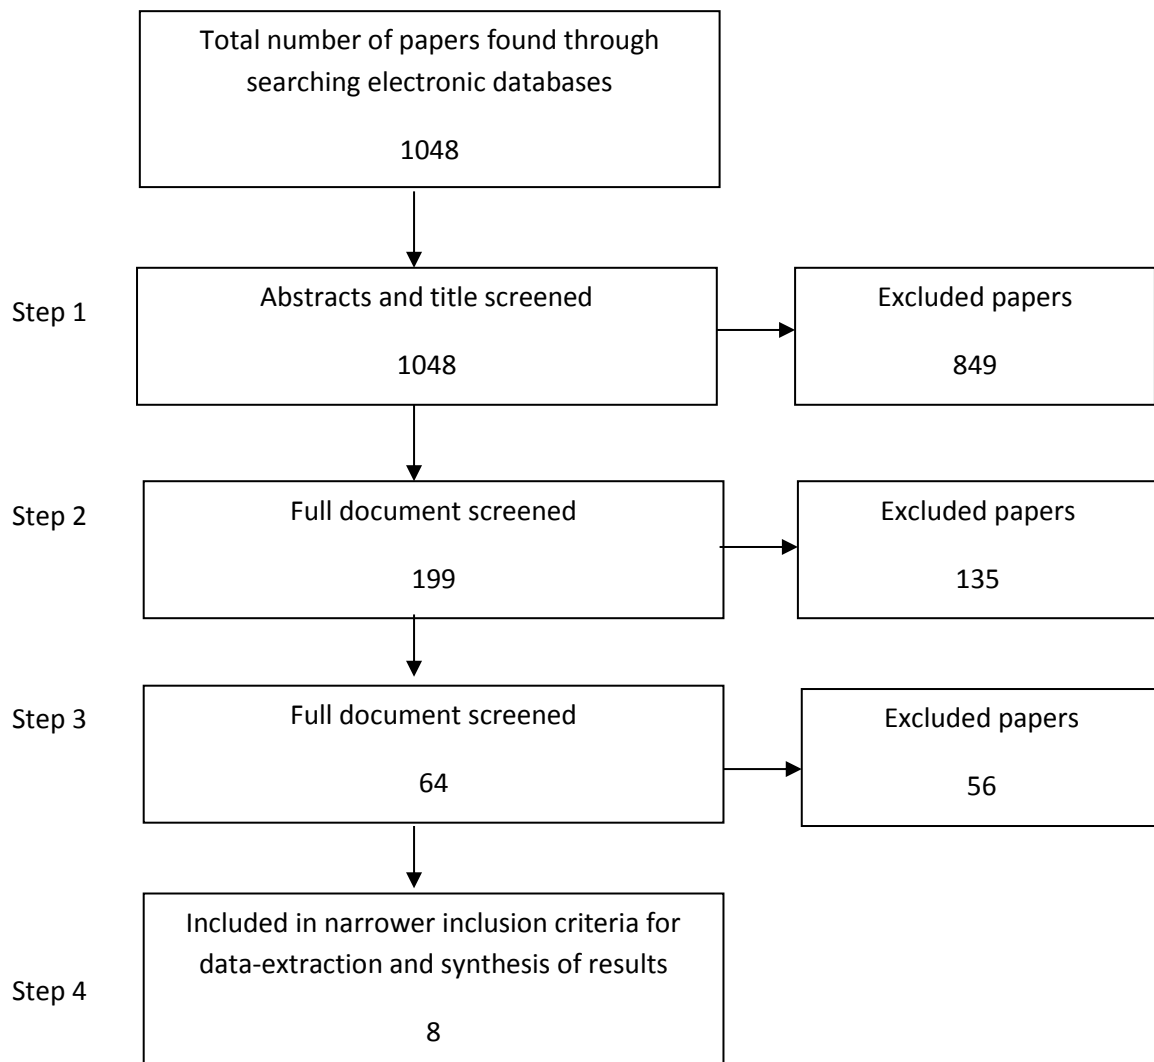 Total number of papers found through
searching electronic databases
1048
Step 1
Abstracts and title screened
1048
Excluded papers
849
Step 2
Full document screened
199
Excluded papers
135
Step 3
Full document screened
64
Excluded papers
56
Step 4
Included in narrower inclusion criteria for
data-extraction and synthesis of results
8